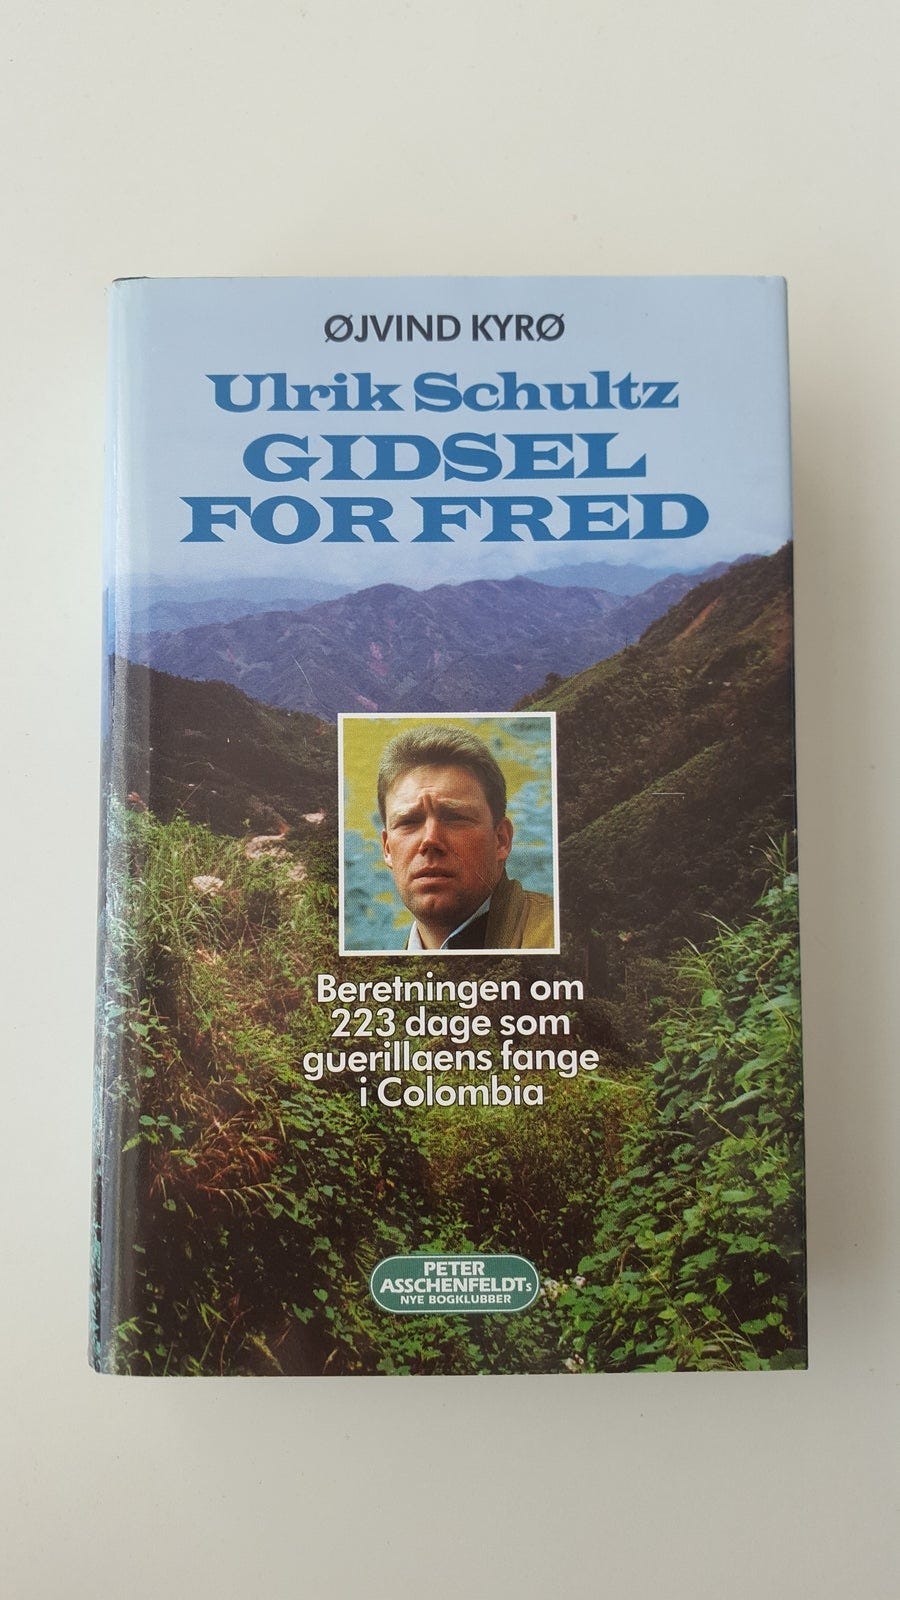 ØJVIND KYRØ
Ulrik Schultz
GIDSEL
FOR FRED
Beretningen om
223 dage som
guerillaens fange
i Colombia
PETER
ASSCHENFELDTs
NYE BOGKLUBBER